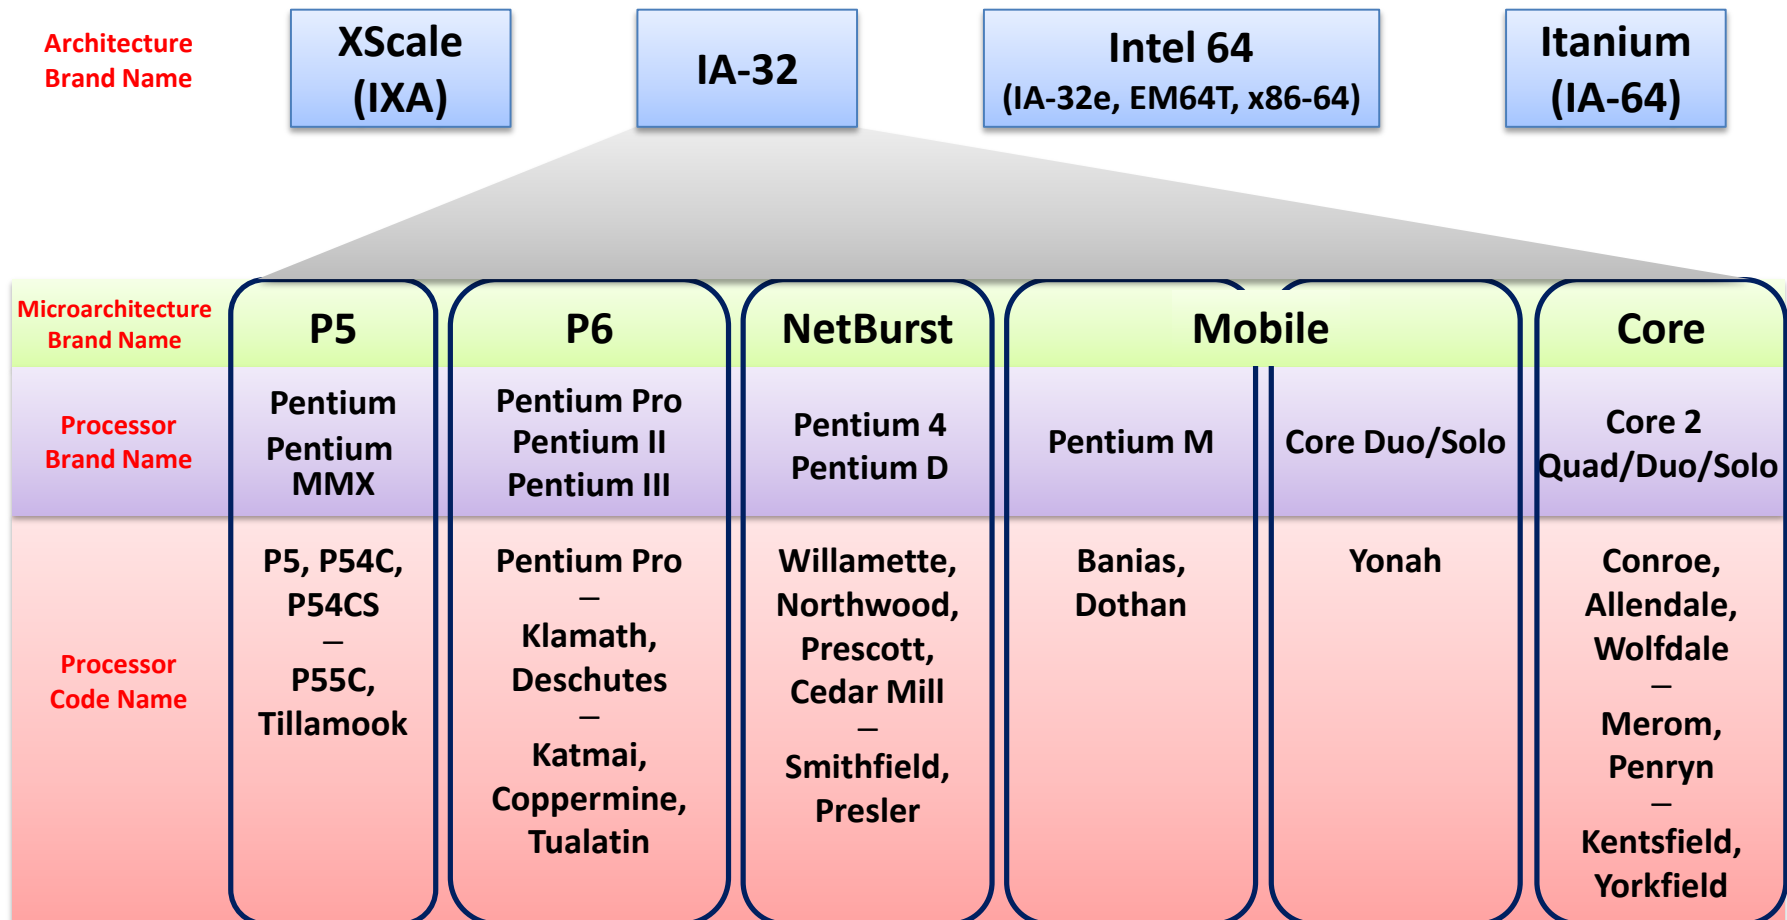 Architecture
Brand Name
XScale
(IXA)
IA-32
Intel 64
(IA-32e, EM64T, x86-64)
Itanium
(IA-64)
Microarchitecture
Brand Name
P5
P6
NetBurst
Mobile
Core
Processor
Brand Name
Pentium
Pentium
MMX
Pentium Pro
Pentium II
Pentium III
Pentium 4
Pentium D
Pentium M
Core Duo/Solo
Core 2
Quad/Duo/Solo
Processor
Code Name
P5, P54C,
P54CS
–
P55C,
Tillamook
Pentium Pro
–
Klamath,
Deschutes
–
Katmai,
Coppermine,
Tualatin
Willamette,
Northwood,
Prescott,
Cedar Mill
–
Smithfield,
Presler
Banias,
Dothan
Yonah
Conroe,
Allendale,
Wolfdale
–
Merom,
Penryn
–
Kentsfield,
Yorkfield